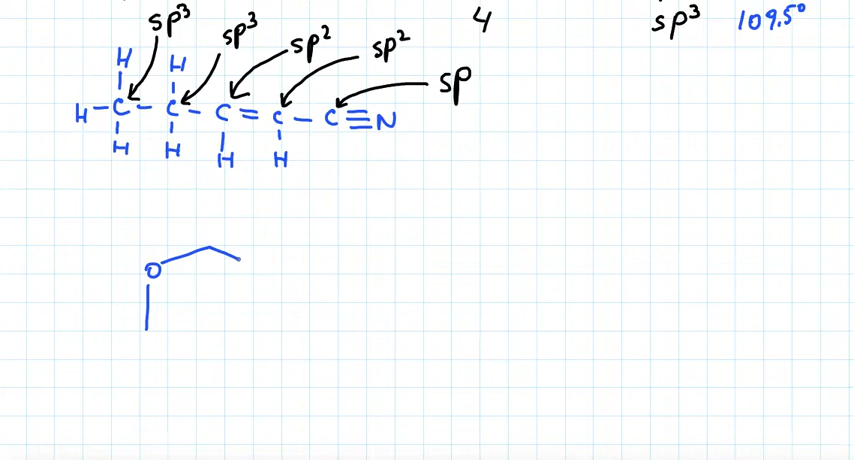 sp³ sp³ sp² sp² sp 4 sp³ 109.5°
H H
H-C-C-C=C-C≡N
H H H H
O